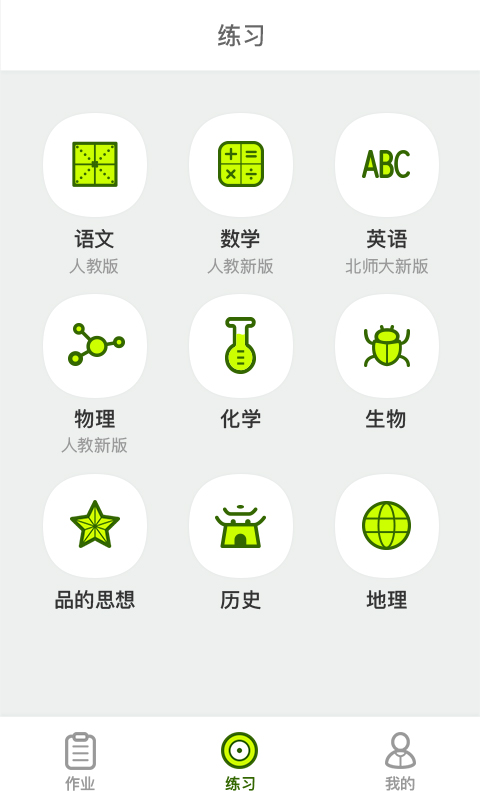 练习
ABC
语文 数学 英语
人教版 人教新版 北师大新版
物理 化学 生物
人教新版
品的思想 历史 地理
作业 练习 我的